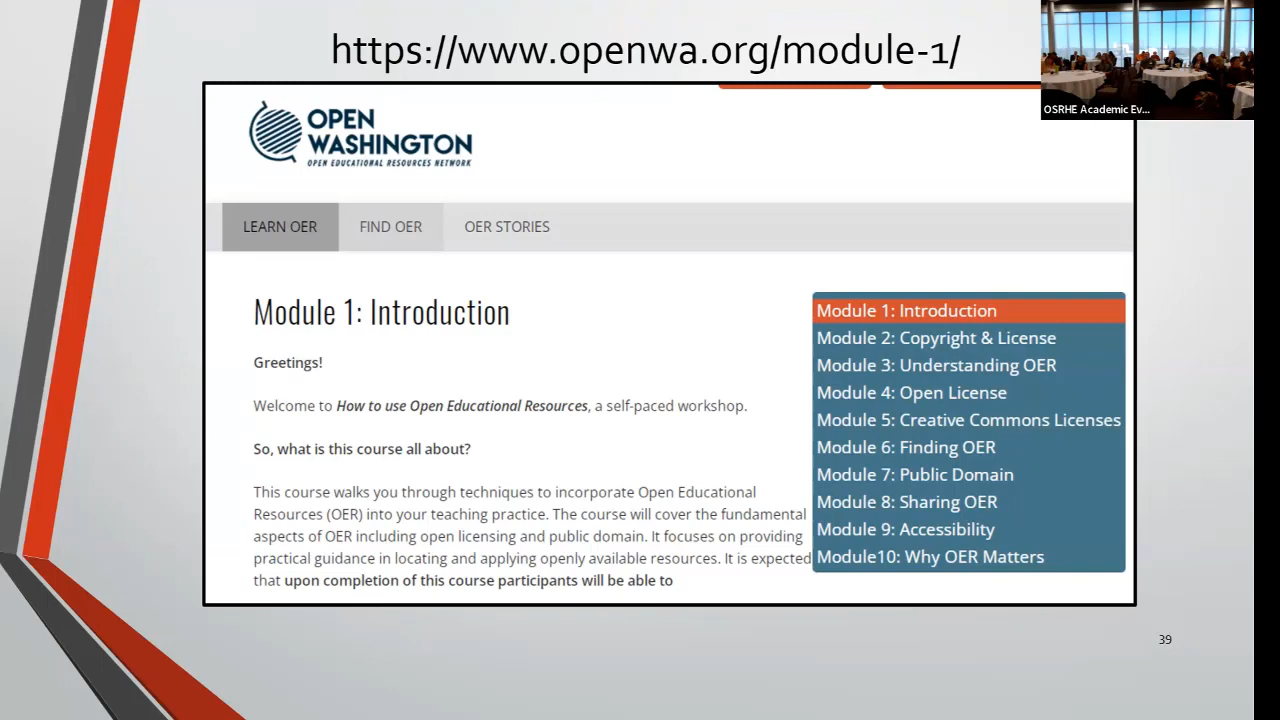 https://www.openwa.org/module-1/
OSRHE Academic Ev...
OPEN
WASHINGTON
OPEN EDUCATIONAL RESOURCES NETWORK
LEARN OER
FIND OER
OER STORIES
Module 1: Introduction
Greetings!
Welcome to How to use Open Educational Resources, a self-paced workshop.
So, what is this course all about?
This course walks you through techniques to incorporate Open Educational
Resources (OER) into your teaching practice. The course will cover the fundamental
aspects of OER including open licensing and public domain. It focuses on providing
practical guidance in locating and applying openly available resources. It is expected
that upon completion of this course participants will be able to
Module 1: Introduction
Module 2: Copyright & License
Module 3: Understanding OER
Module 4: Open License
Module 5: Creative Commons Licenses
Module 6: Finding OER
Module 7: Public Domain
Module 8: Sharing OER
Module 9: Accessibility
Module10: Why OER Matters
39